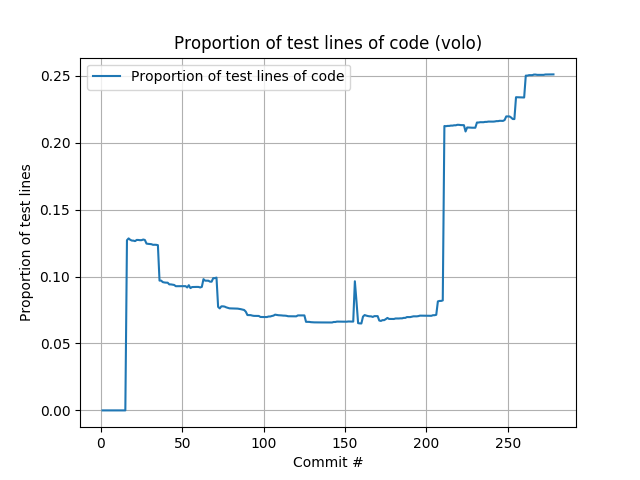 Proportion of test lines of code (volo)
Proportion of test lines of code
Proportion of test lines
0.25
0.20
0.15
0.10
0.05
0.00
0 50 100 150 200 250
Commit #